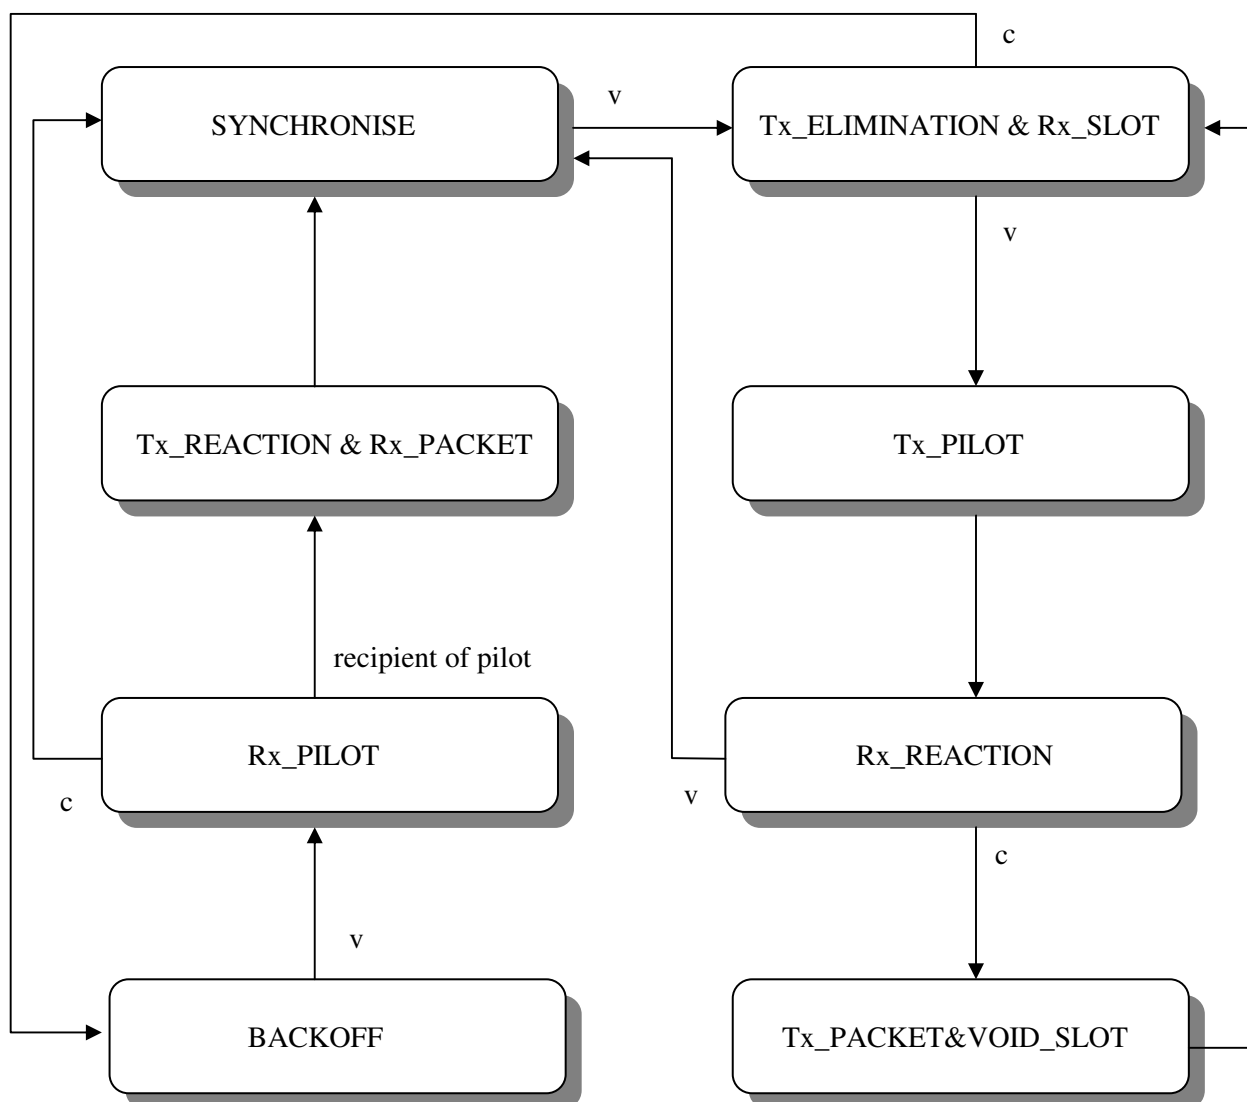 c
SYNCHRONISE
v
Tx_ELIMINATION & Rx_SLOT
v
Tx_REACTION & Rx_PACKET
Tx_PILOT
recipient of pilot
Rx_PILOT
Rx_REACTION
c
v
c
v
BACKOFF
Tx_PACKET&VOID_SLOT